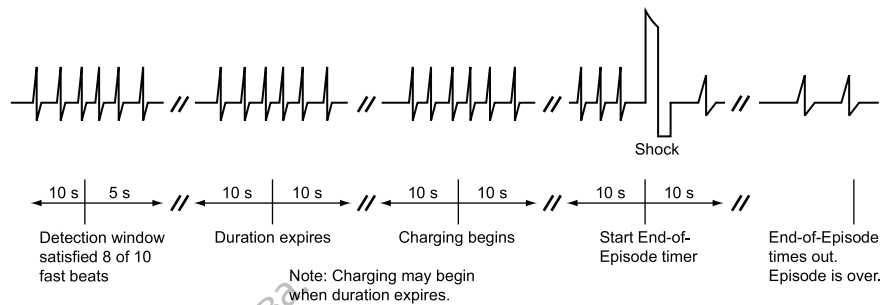 Shock
10 s 5 s
10 s 10 s
10 s 10 s
10 s 10 s
Detection window
satisfied 8 of 10
fast beats
Duration expires
Charging begins
Note: Charging may begin
when duration expires.
Start End-of-
Episode timer
End-of-Episode
times out.
Episode is over.